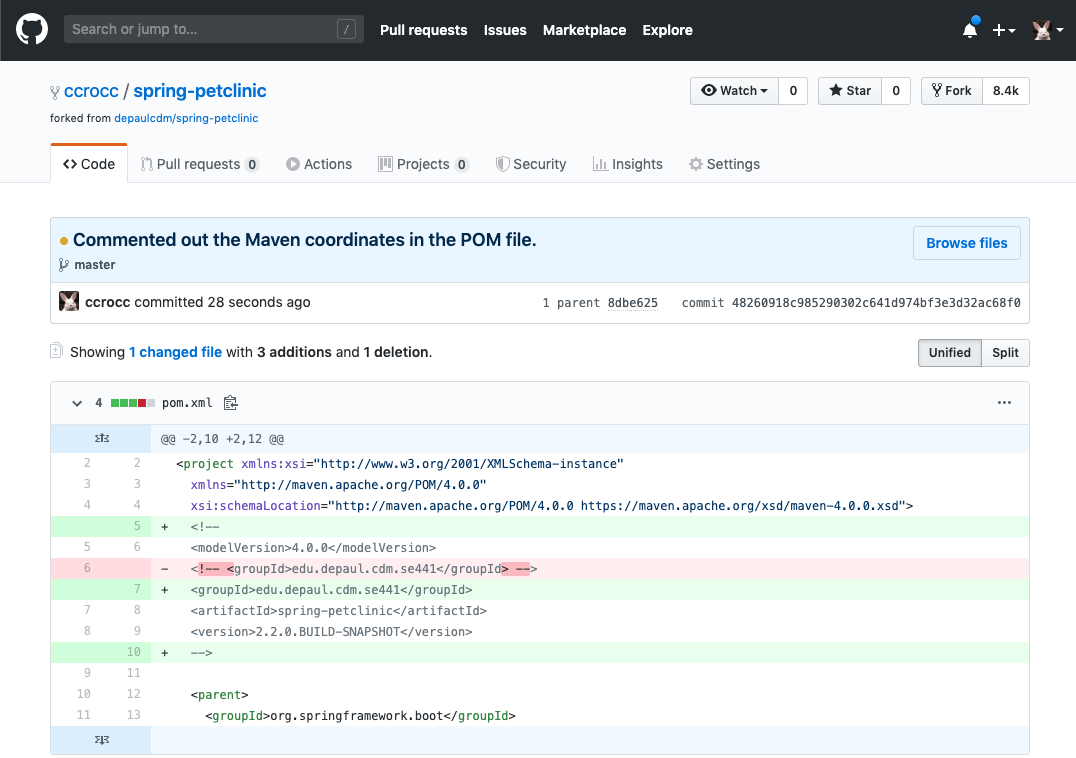 Search or jump to... / Pull requests Issues Marketplace Explore
ccrocc / spring-petclinic Watch 0 Star 0 Fork 8.4k
forked from depaulcdm/spring-petclinic
Code Pull requests 0 Actions Projects 0 Security Insights Settings
Commented out the Maven coordinates in the POM file. Browse files
master
ccrocc committed 28 seconds ago 1 parent 8dbe625 commit 48260918c985290302c641d974bf3e3d32ac68f0
Showing 1 changed file with 3 additions and 1 deletion. Unified Split
4 pom.xml ...
@@ -2,10 +2,12 @@
2 2 <project xmlns:xsi="http://www.w3.org/2001/XMLSchema-instance"
3 3 xmlns="http://maven.apache.org/POM/4.0.0"
4 4 xsi:schemaLocation="http://maven.apache.org/POM/4.0.0 https://maven.apache.org/xsd/maven-4.0.0.xsd">
5 + <!--
5 6 <modelVersion>4.0.0</modelVersion>
6 - <!-- <groupId>edu.depaul.cdm.se441</groupId> -->
7 + <groupId>edu.depaul.cdm.se441</groupId>
7 8 <artifactId>spring-petclinic</artifactId>
8 9 <version>2.2.0.BUILD-SNAPSHOT</version>
10 + -->
9 11
10 12 <parent>
11 13 <groupId>org.springframework.boot</groupId>